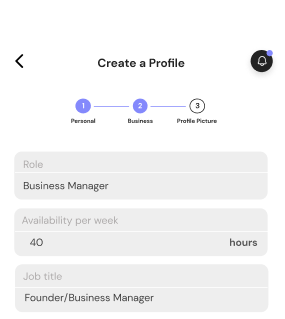 Create a Profile
1 2 3
Personal Business Profile Picture
Role
Business Manager
Availability per week
40 hours
Job title
Founder/Business Manager